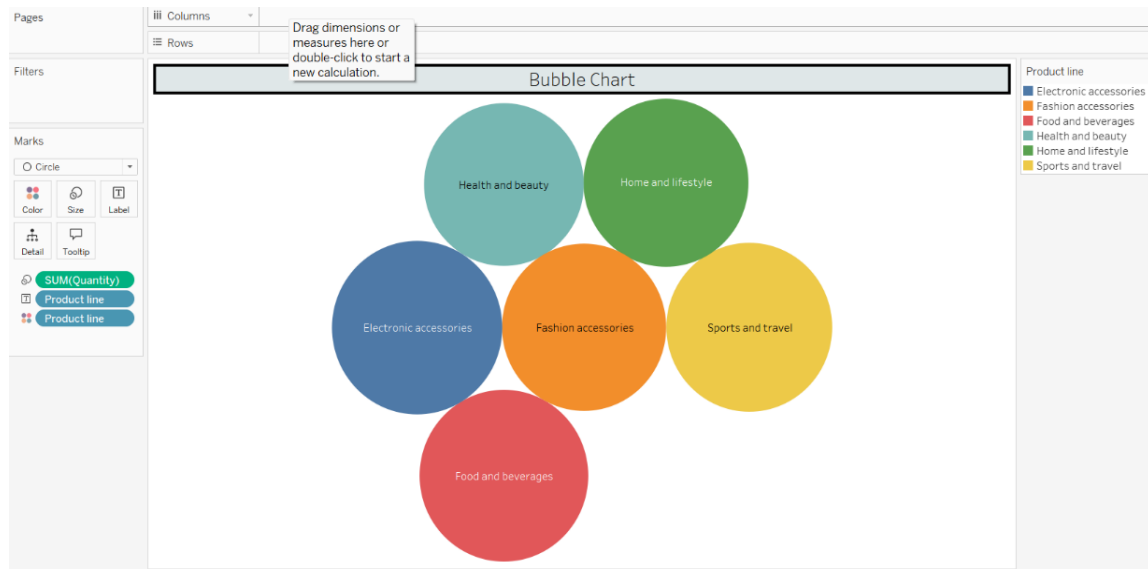 Pages
Columns
Drag dimensions or
measures here or
double-click to start a
new calculation.
Rows
Filters
Bubble Chart
Product line
Electronic accessories
Fashion accessories
Food and beverages
Health and beauty
Home and lifestyle
Sports and travel
Marks
Circle
Color
Size
T
Label
Detail
Tooltip
SUM(Quantity)
T
Product line
Product line
Health and beauty
Home and lifestyle
Electronic accessories
Fashion accessories
Sports and travel
Food and beverages